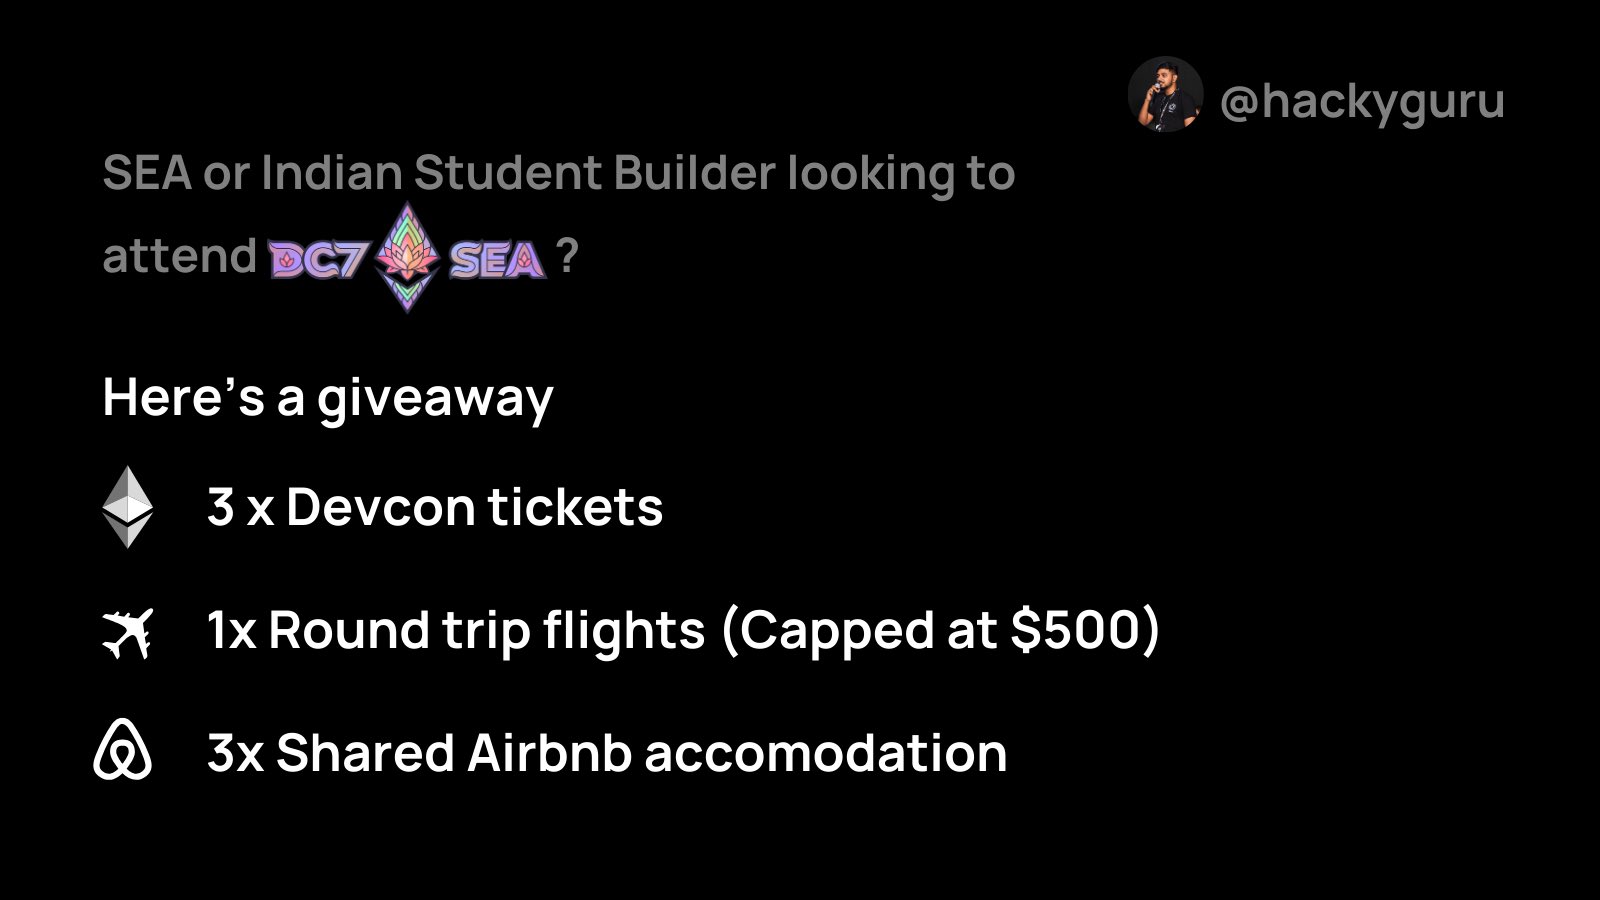 @hackyguru
SEA or Indian Student Builder looking to
attend DC7 SEA ?
Here's a giveaway
3 x Devcon tickets
1x Round trip flights (Capped at $500)
3x Shared Airbnb accomodation